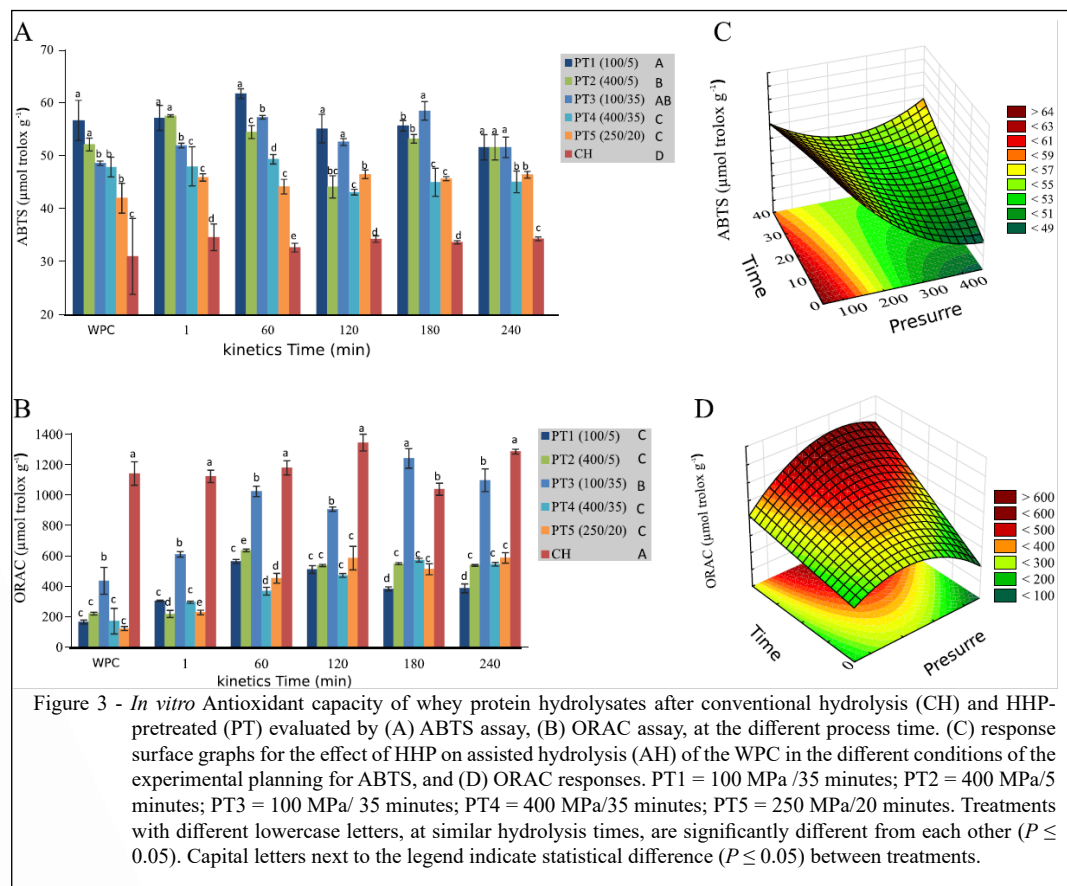 A
70
60
50
40
30
20
ABTS (µmol trolox g⁻¹)
a
a
b
b
b
c
a
a
b
c
c
d
a
c
b
d
c
e
a
bc
a
c
b
d
b
b
a
c
c
d
a
a
a
b
b
c
WPC
1
60
120
180
240
kinetics Time (min)
PT1 (100/5) A
PT2 (400/5) B
PT3 (100/35) AB
PT4 (400/35) C
PT5 (250/20) C
CH D
C
ABTS (µmol trolox g⁻¹)
40
30
20
10
0
Time
100
200
300
400
Presurre
> 64
< 63
< 61
< 59
< 57
< 55
< 53
< 51
< 49
B
1400
1200
1000
800
600
400
200
0
ORAC (µmol trolox g⁻¹)
c
c
b
c
c
a
c
d
b
c
e
a
c
e
b
d
d
a
c
c
b
c
c
a
c
c
a
c
c
b
d
c
b
c
c
a
WPC
1
60
120
180
240
kinetics Time (min)
PT1 (100/5) C
PT2 (400/5) C
PT3 (100/35) B
PT4 (400/35) C
PT5 (250/20) C
CH A
D
ORAC (µmol trolox g⁻¹)
Time
0
Presurre
> 600
< 600
< 500
< 400
< 300
< 200
< 100
Figure 3 - In vitro Antioxidant capacity of whey protein hydrolysates after conventional hydrolysis (CH) and HHP-
pretreated (PT) evaluated by (A) ABTS assay, (B) ORAC assay, at the different process time. (C) response
surface graphs for the effect of HHP on assisted hydrolysis (AH) of the WPC in the different conditions of the
experimental planning for ABTS, and (D) ORAC responses. PT1 = 100 MPa /35 minutes; PT2 = 400 MPa/5
minutes; PT3 = 100 MPa/ 35 minutes; PT4 = 400 MPa/35 minutes; PT5 = 250 MPa/20 minutes. Treatments
with different lowercase letters, at similar hydrolysis times, are significantly different from each other (P ≤
0.05). Capital letters next to the legend indicate statistical difference (P ≤ 0.05) between treatments.